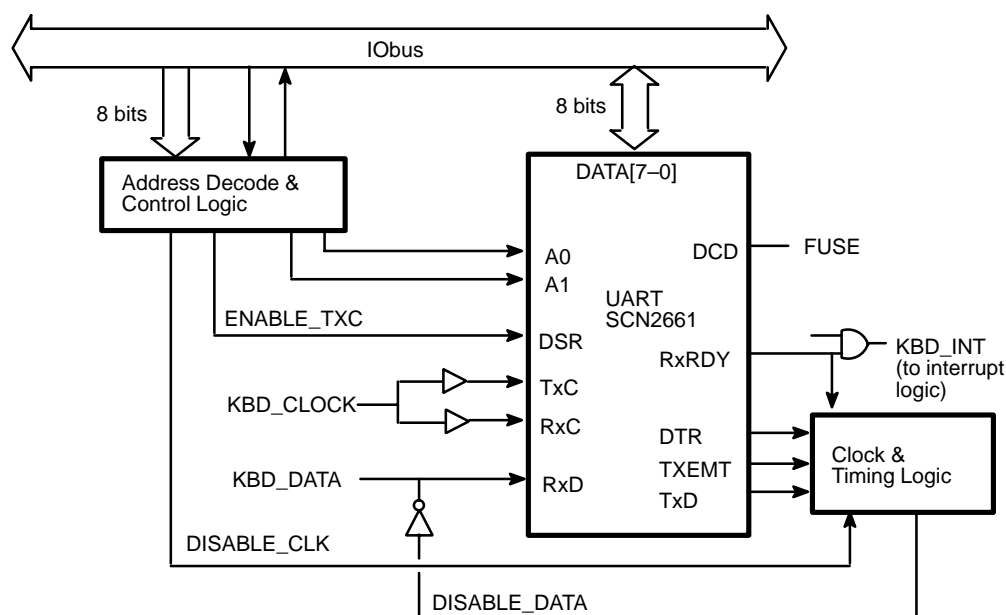 IObus
8 bits
8 bits
Address Decode &
Control Logic
DATA[7–0]
A0
A1
DCD
FUSE
UART
SCN2661
ENABLE_TXC
DSR
RxRDY
KBD_INT
(to interrupt
logic)
KBD_CLOCK
TxC
RxC
DTR
TXEMT
TxD
Clock &
Timing Logic
KBD_DATA
RxD
DISABLE_CLK
DISABLE_DATA